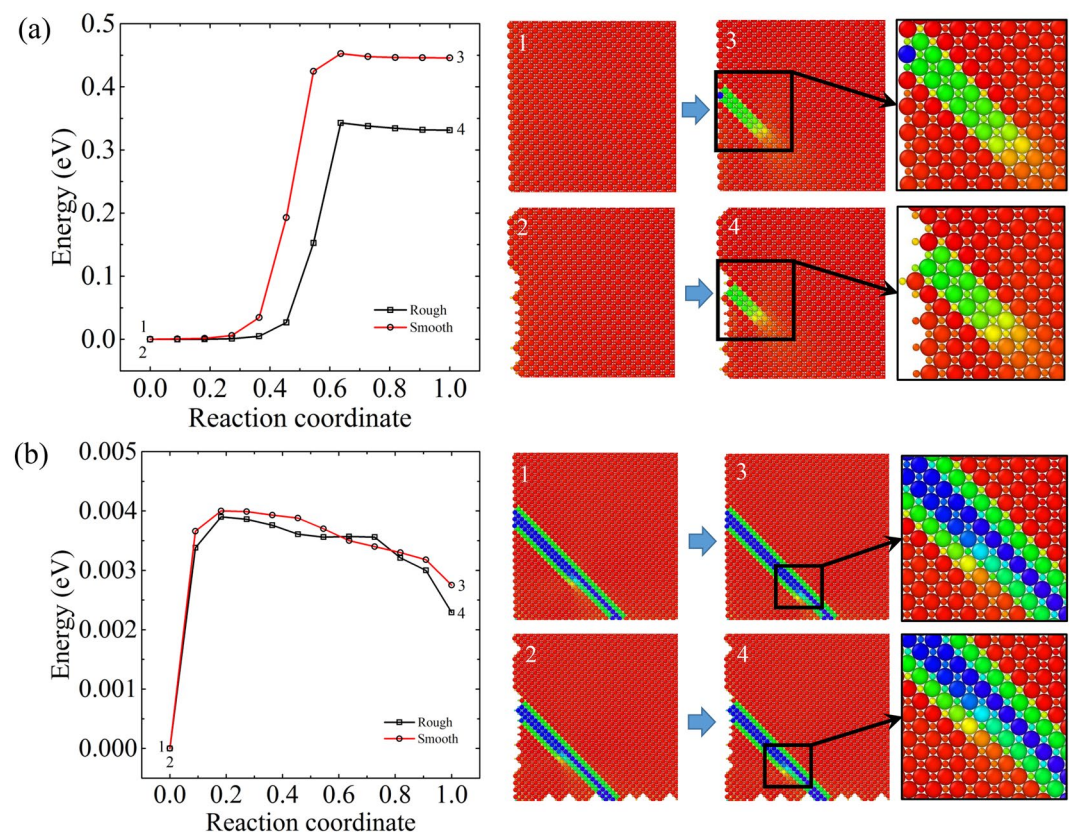 (a)
Energy (eV)
0.5
0.4
0.3
0.2
0.1
0.0
1
2
3
4
Rough
Smooth
0.0 0.2 0.4 0.6 0.8 1.0
Reaction coordinate
1
3
2
4
(b)
Energy (eV)
0.005
0.004
0.003
0.002
0.001
0.000
1
2
3
4
Rough
Smooth
0.0 0.2 0.4 0.6 0.8 1.0
Reaction coordinate
1
3
2
4